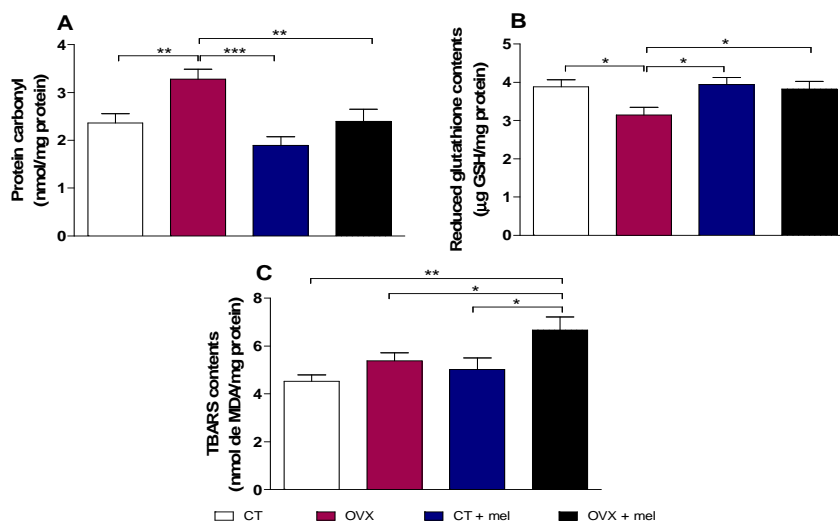 A
**
**
***
4
3
2
1
0
Protein carbonyl
(nmol/mg protein)
B
*
*
*
5
4
3
2
1
0
Reduced glutathione contents
(µg GSH/mg protein)
C
**
*
*
8
6
4
2
0
TBARS contents
(nmol de MDA/mg protein)
CT
OVX
CT + mel
OVX + mel